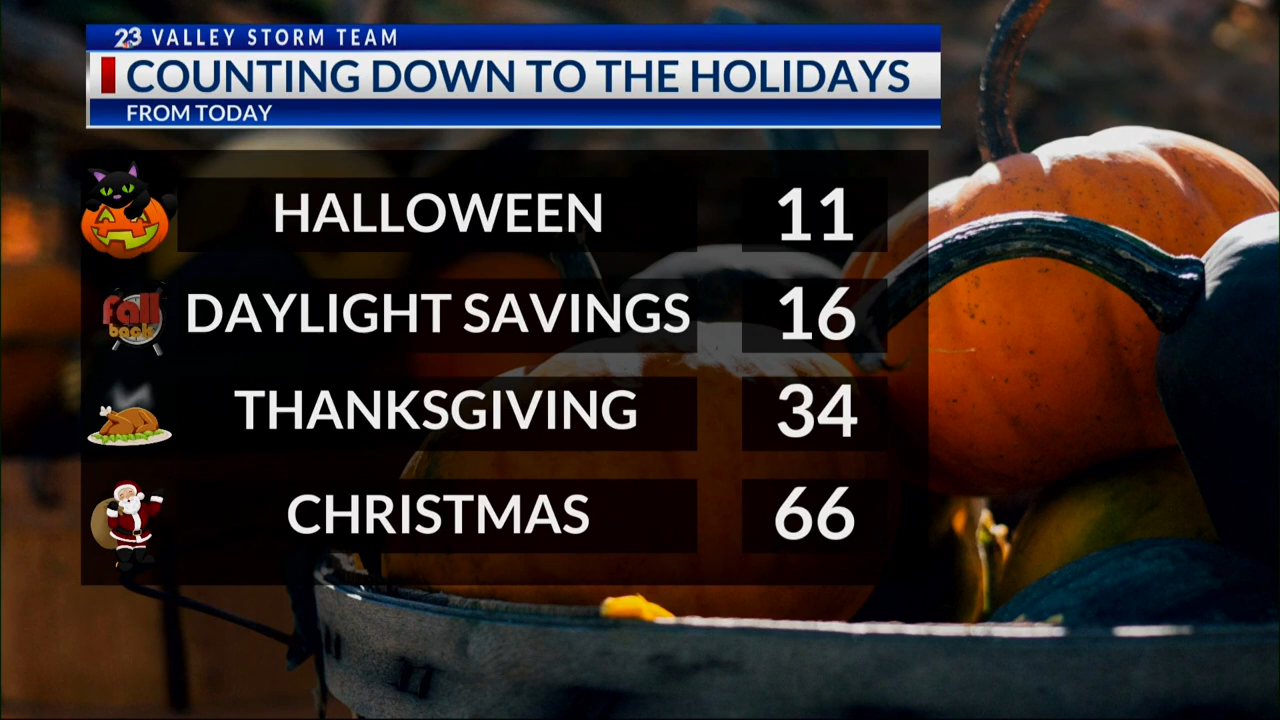 23 VALLEY STORM TEAM
COUNTING DOWN TO THE HOLIDAYS
FROM TODAY
HALLOWEEN 11
fall
back
DAYLIGHT SAVINGS 16
THANKSGIVING 34
CHRISTMAS 66